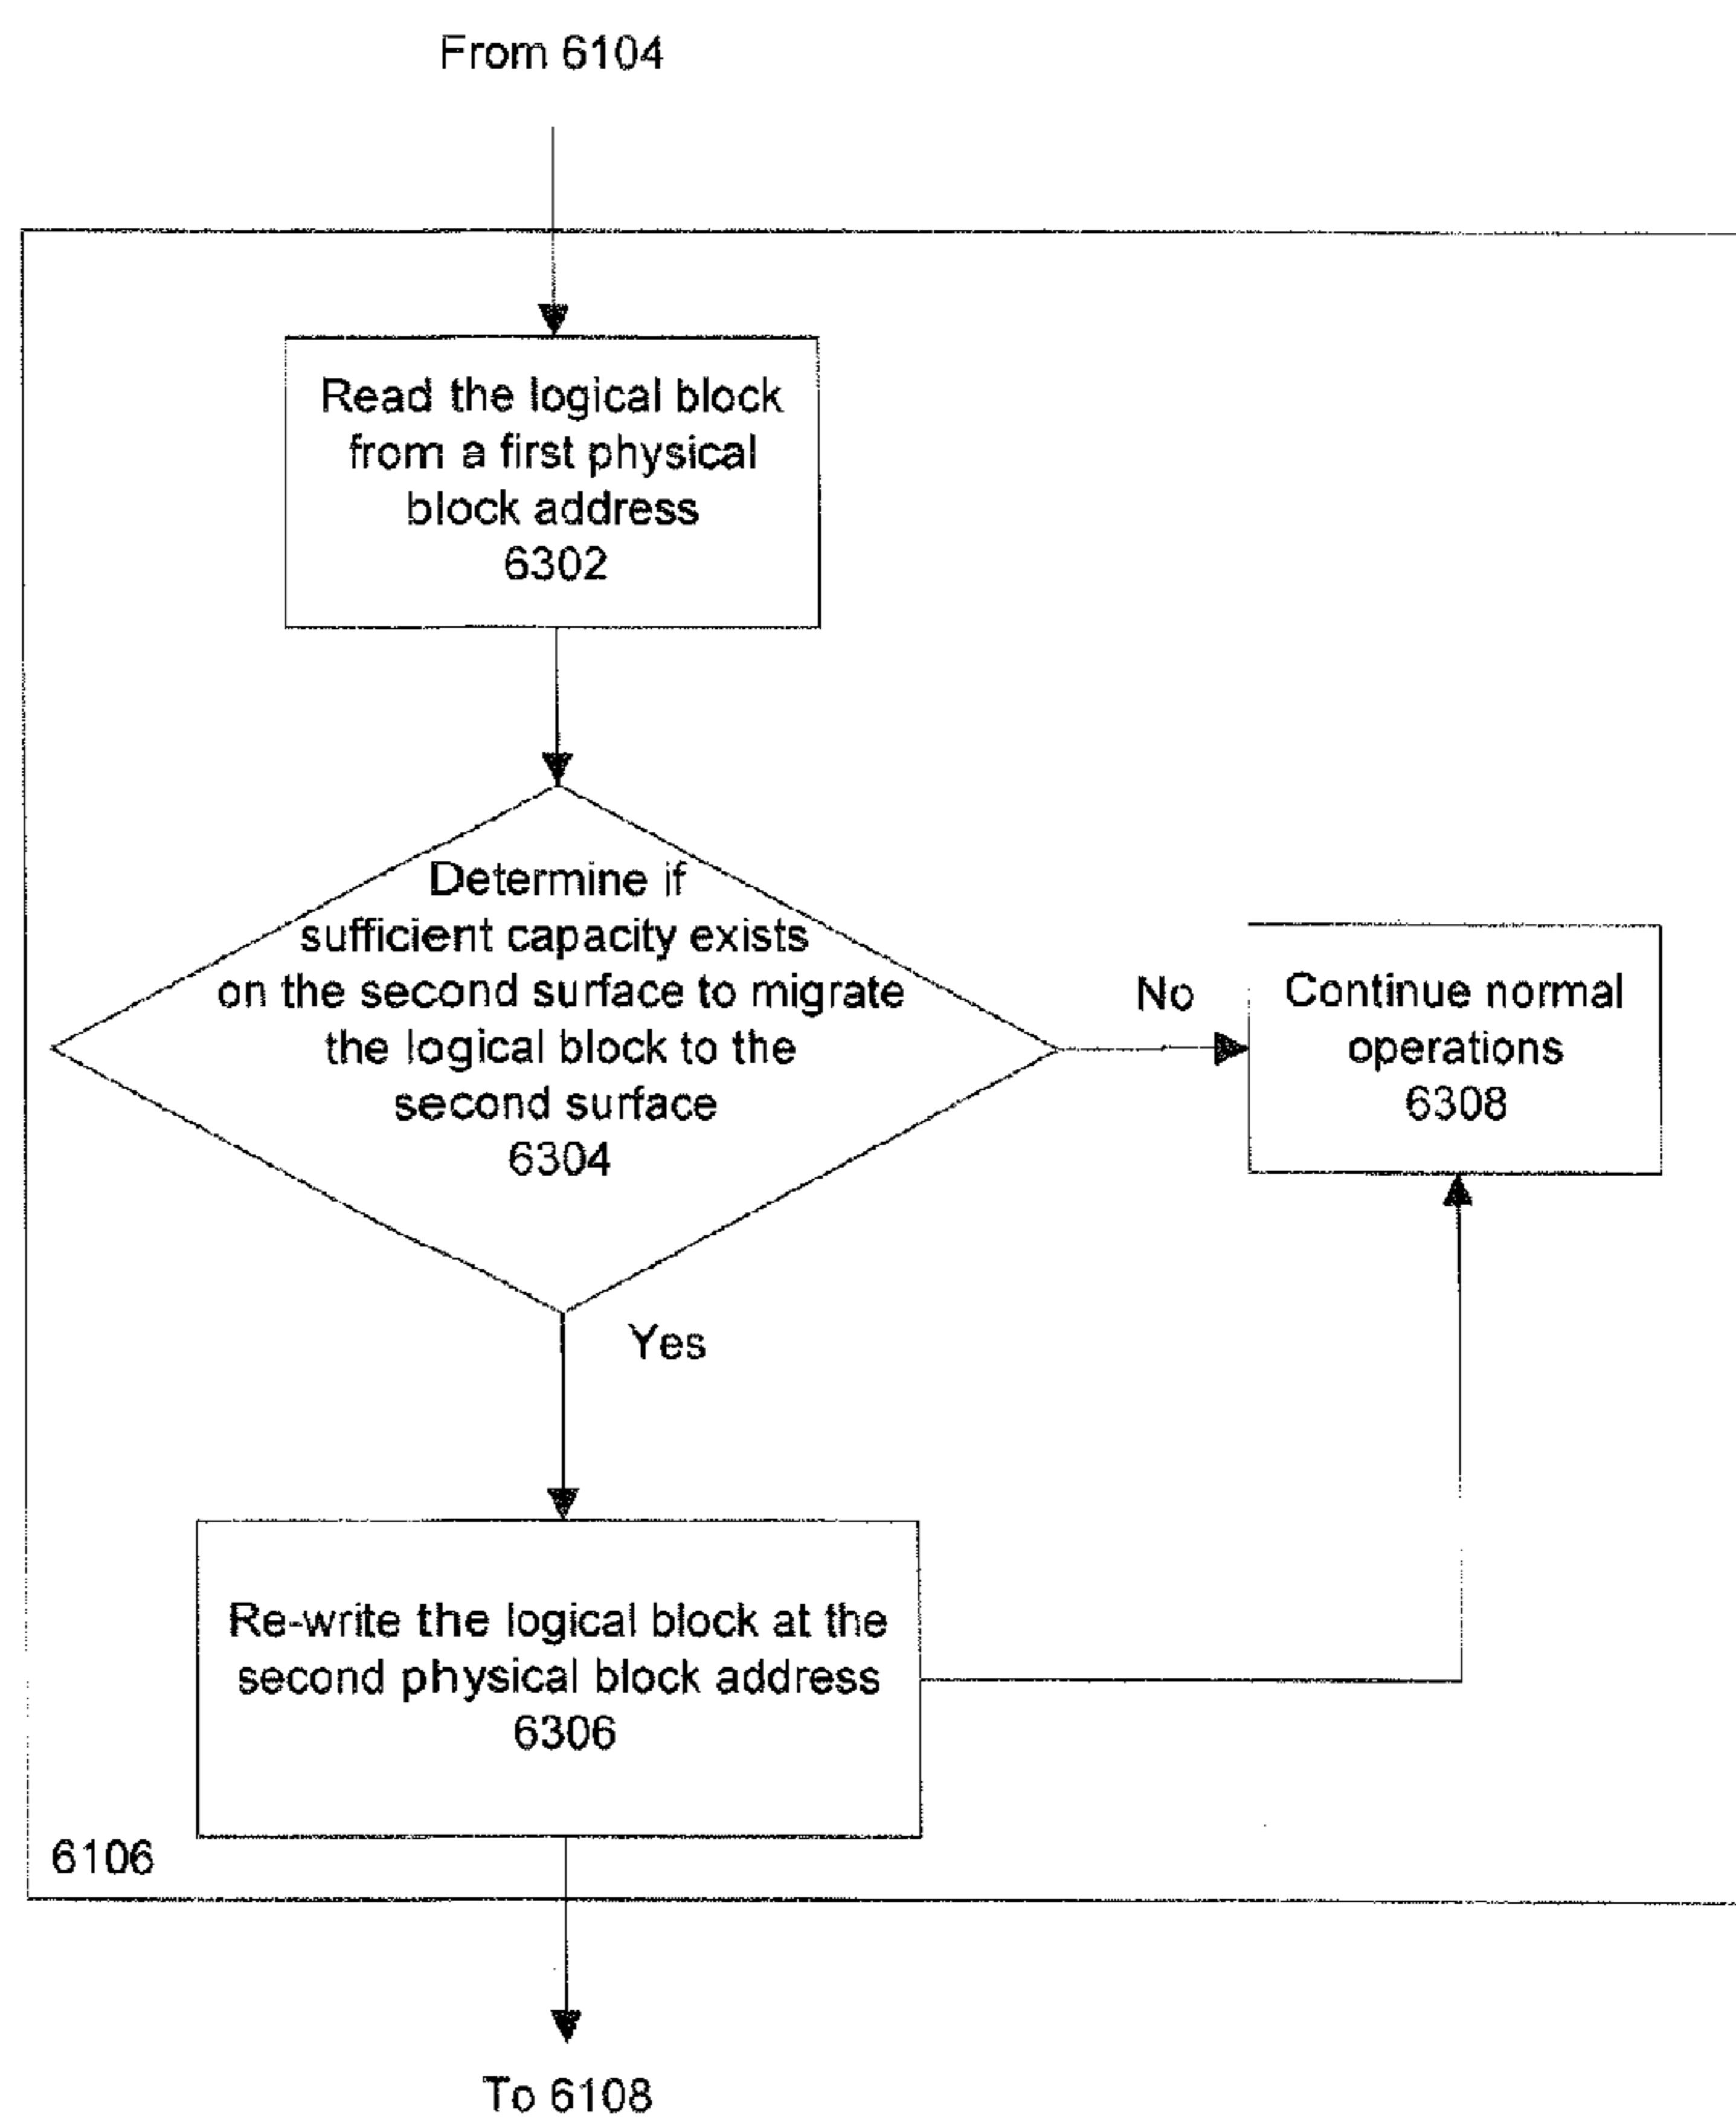 From 6104
Read the logical block
from a first physical
block address
6302
Determine if
sufficient capacity exists
on the second surface to migrate
the logical block to the
second surface
6304
No
Continue normal
operations
6308
Yes
Re-write the logical block at the
second physical block address
6306
6106
To 6108